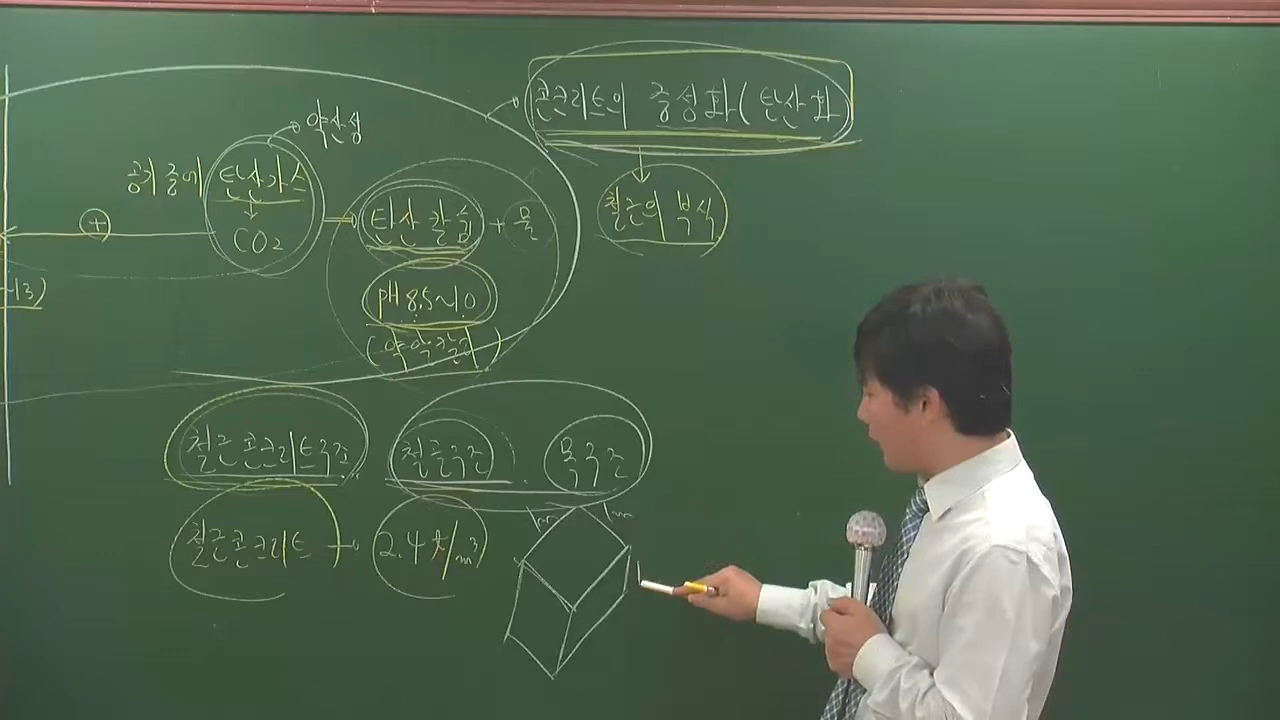 콘크리트의 중성화(탄산화
약산성
공기 중에 탄산가스
↓
CO2
+
탄산칼슘 + 물
철근의 부식
~13)
pH 8.5~10
(약알칼리)
철근콘크리트구조
철골구조 . 목구조
철근콘크리트 → 2.4t/m³
1m 1m